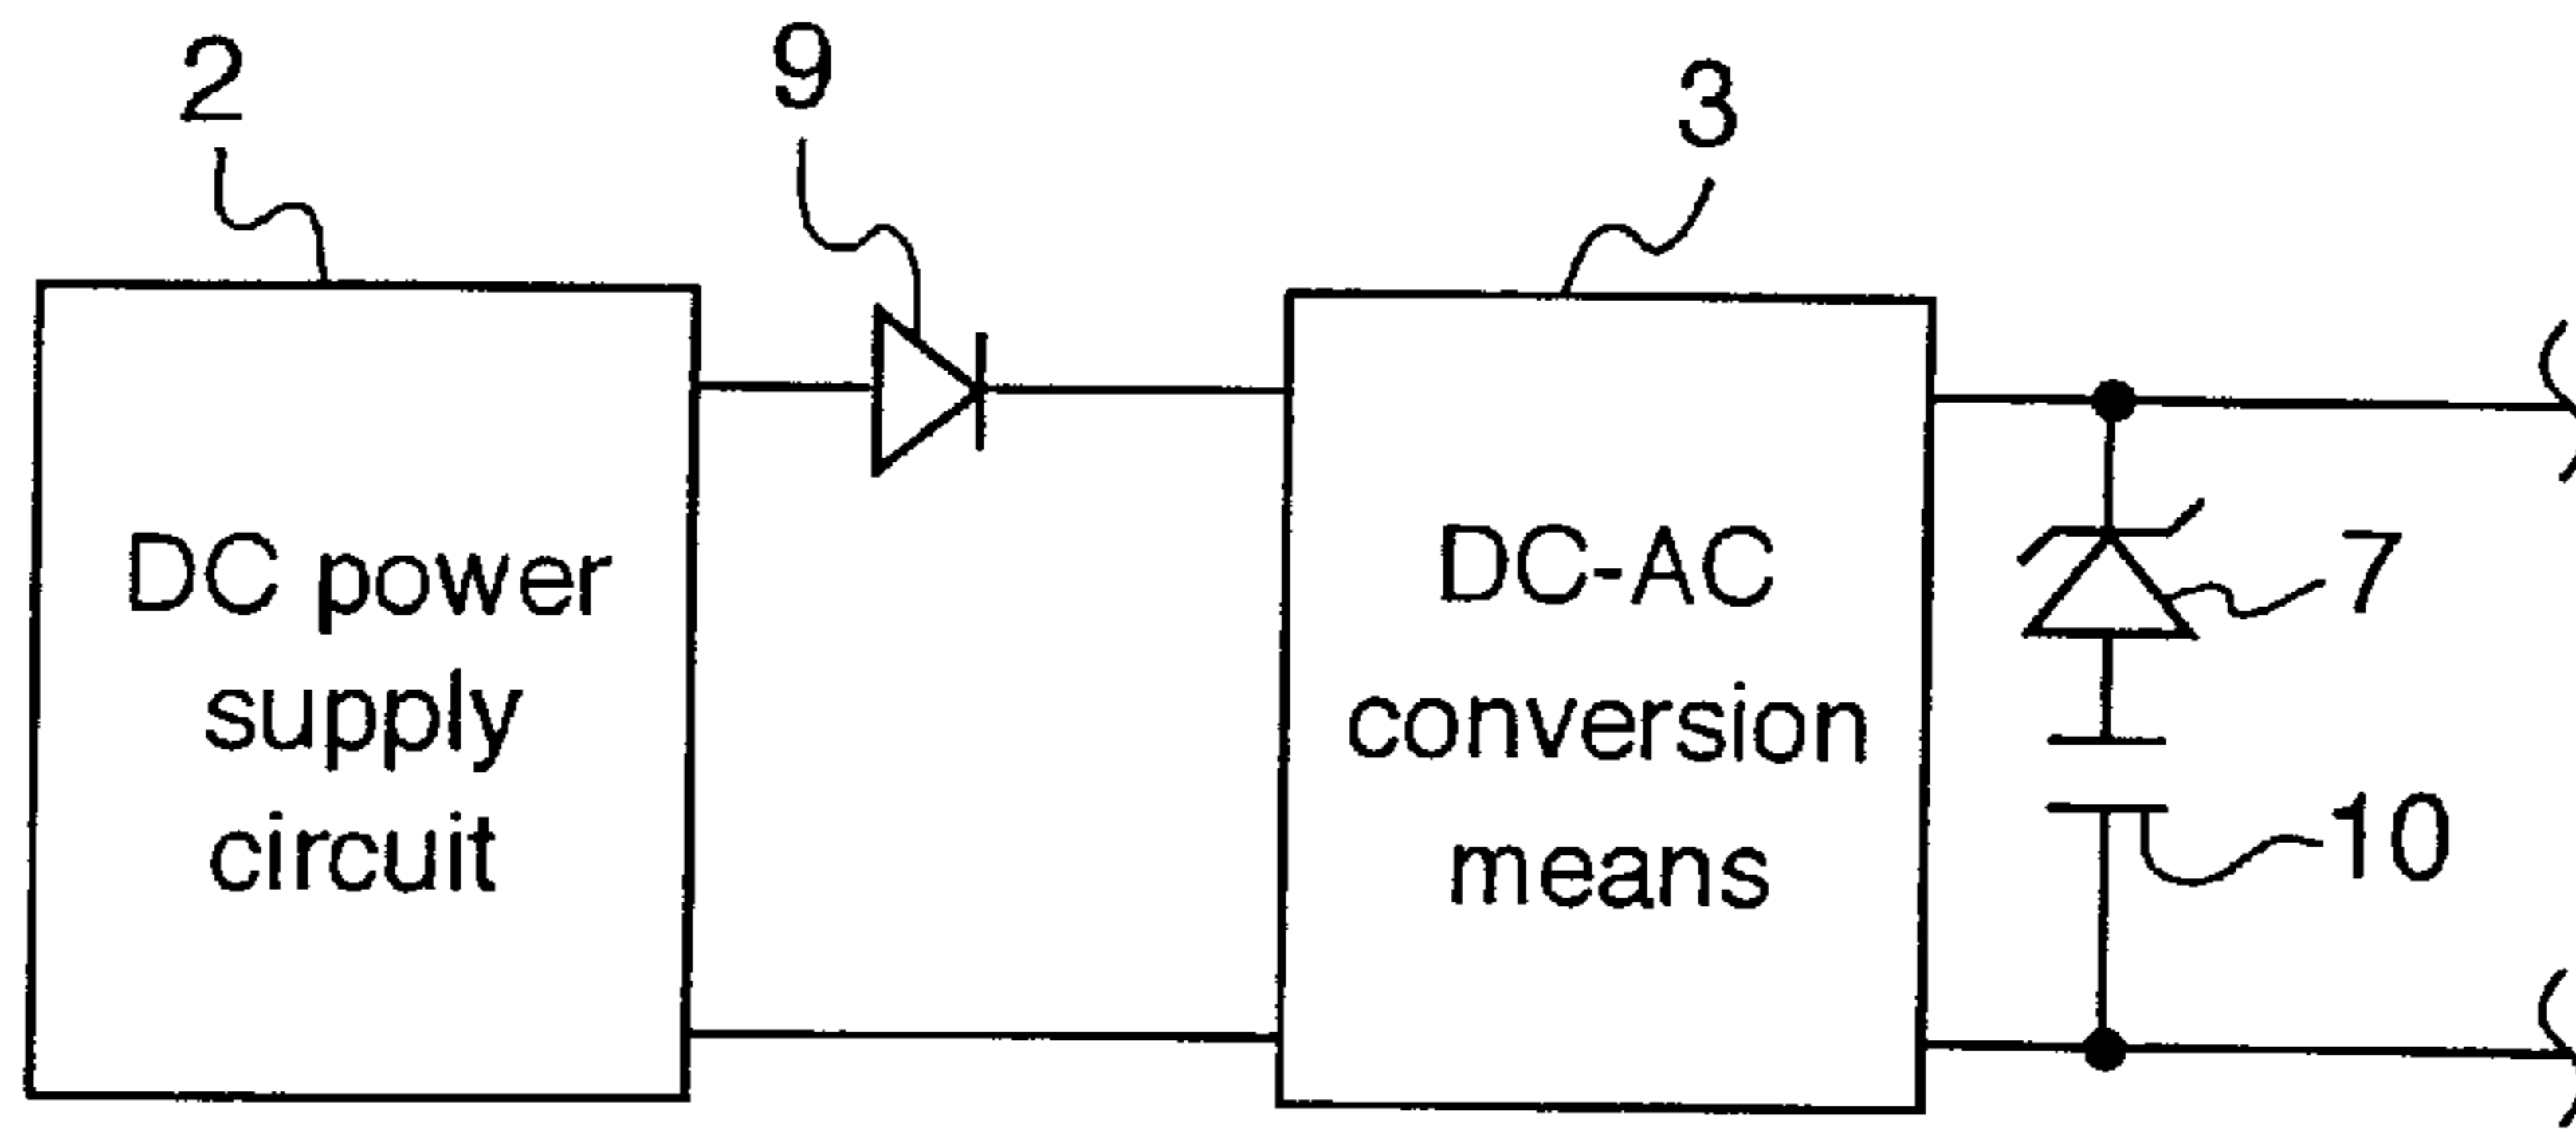 2
9
3
DC power
supply
circuit
DC-AC
conversion
means
7
10